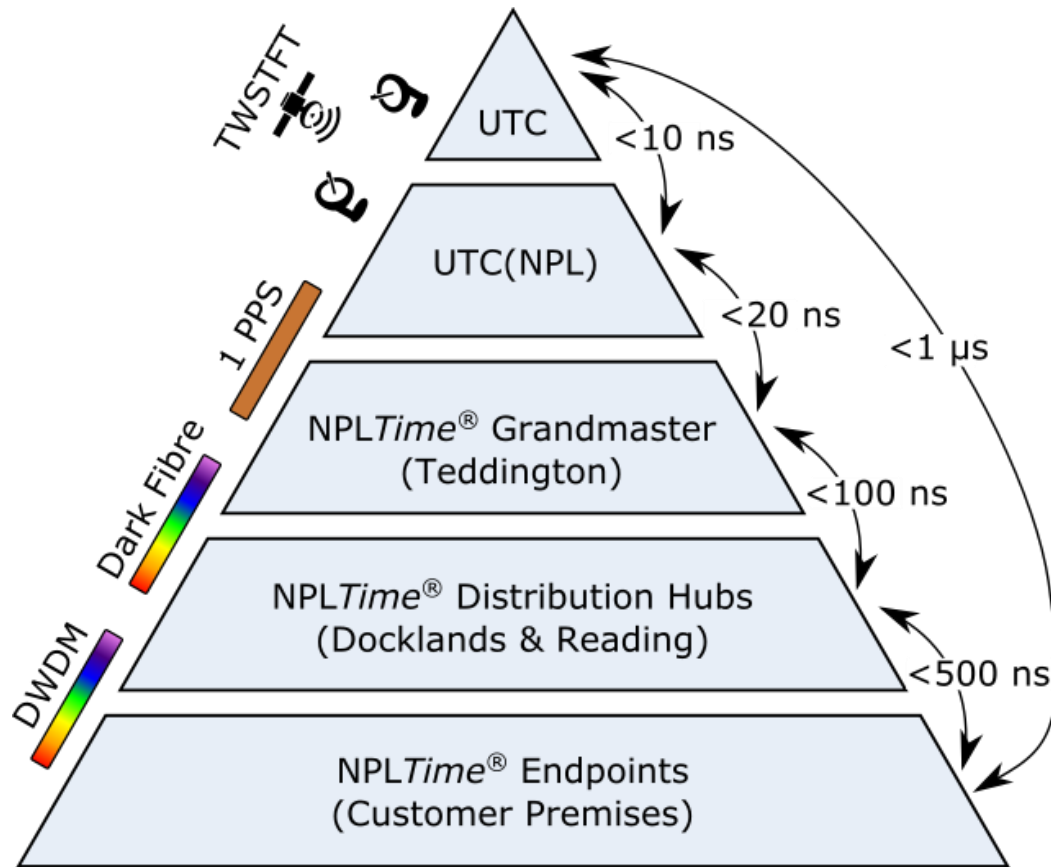 TWSTFT
UTC
<10 ns
UTC(NPL)
1 PPS
<20 ns
<1 µs
NPLTime® Grandmaster
(Teddington)
Dark Fibre
<100 ns
NPLTime® Distribution Hubs
(Docklands & Reading)
DWDM
<500 ns
NPLTime® Endpoints
(Customer Premises)